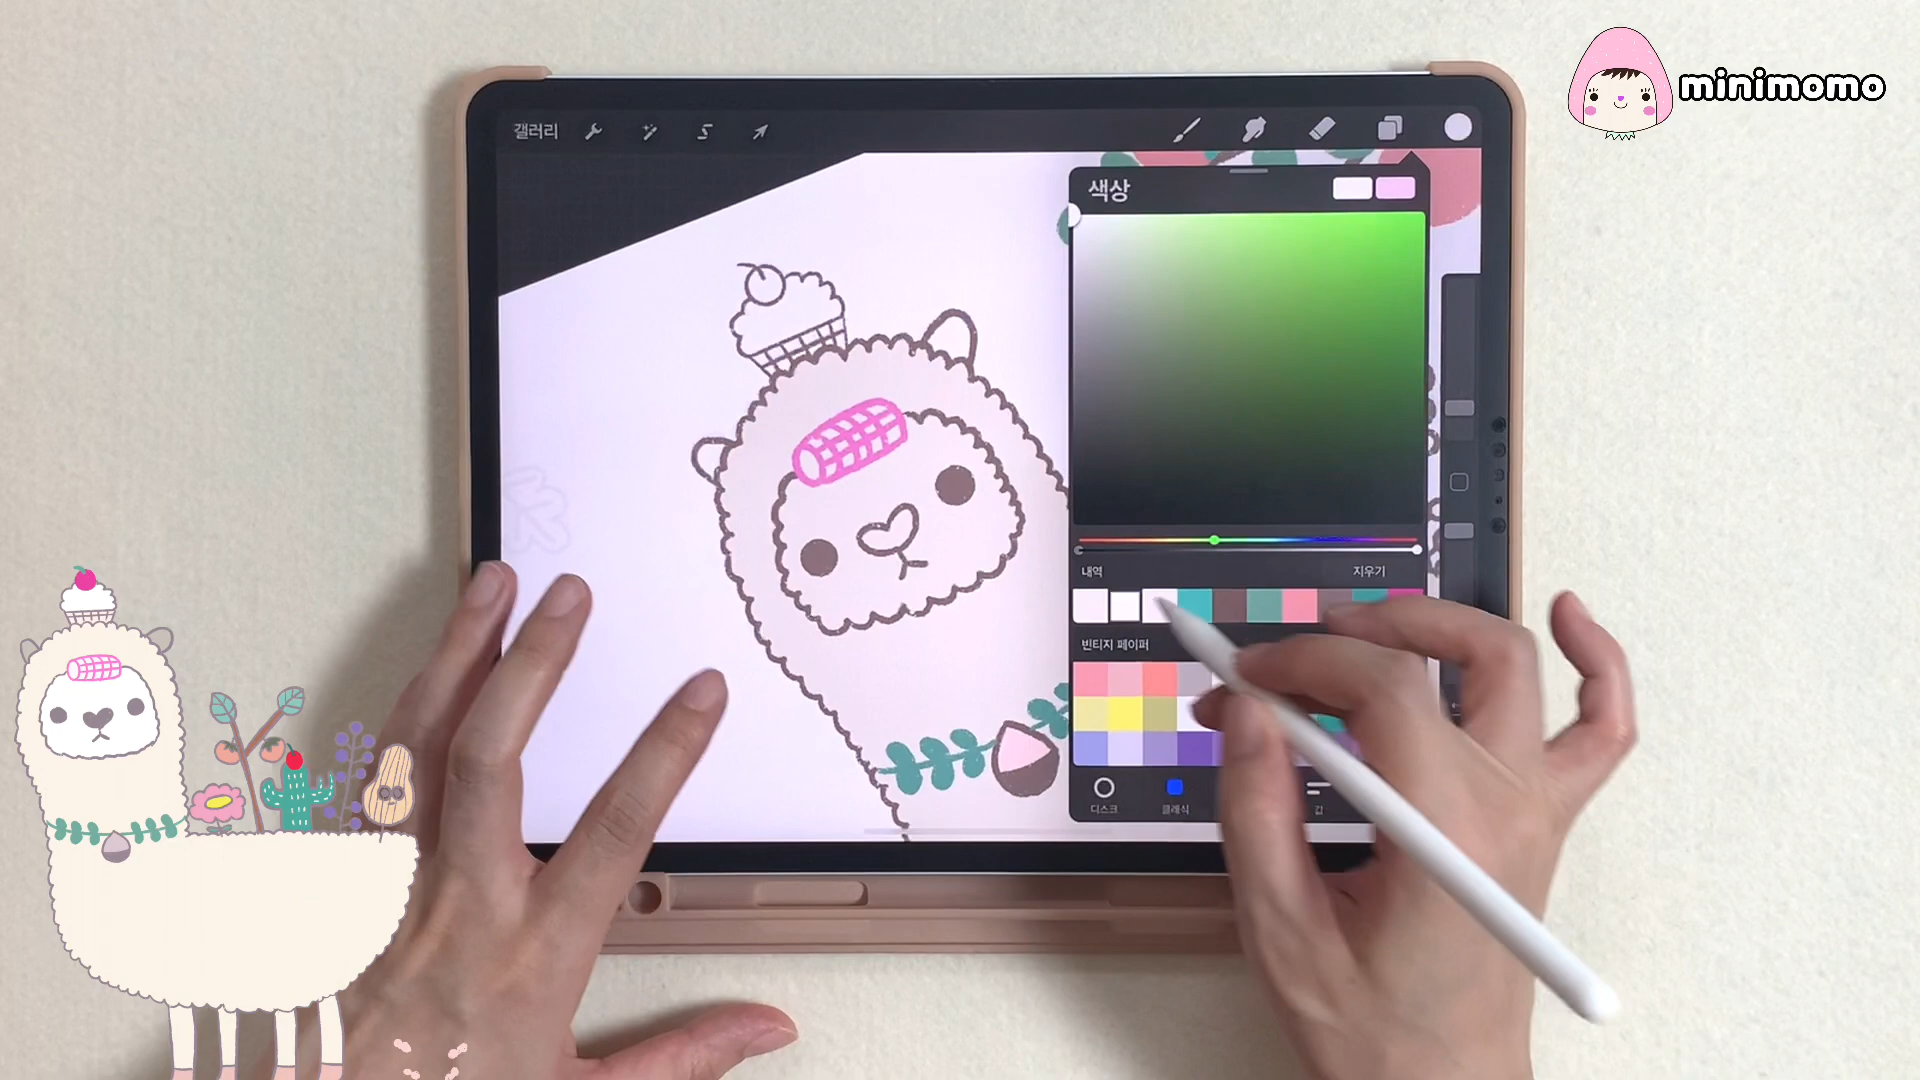 minimomo
갤러리
색상
내역
지우기
빈티지 페이퍼
디스크
클래식
값